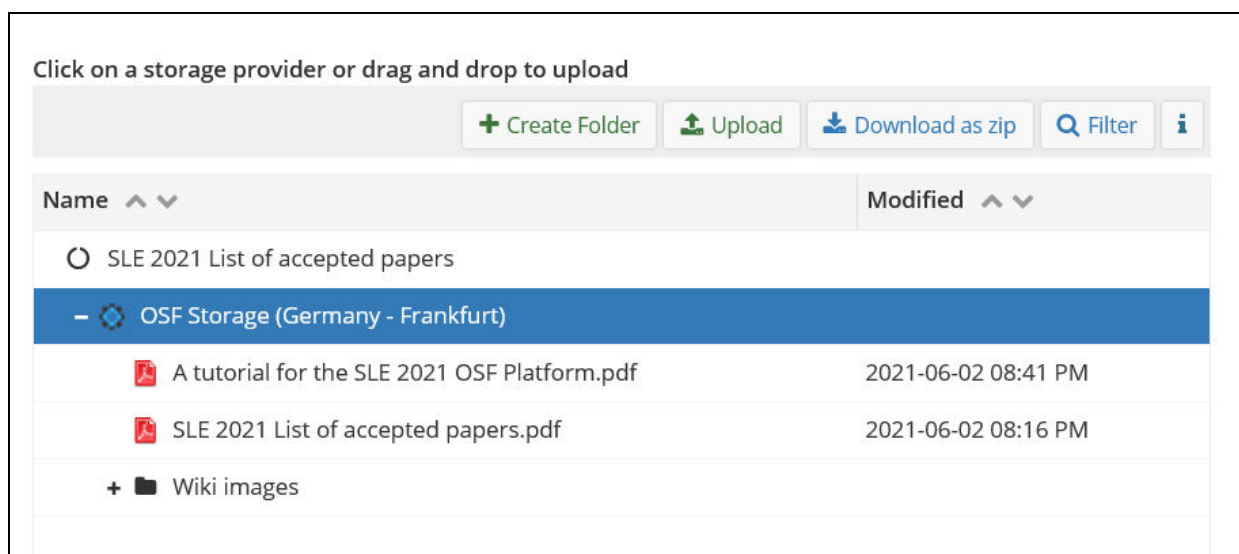 Click on a storage provider or drag and drop to upload
Create Folder Upload Download as zip Filter i
Name Modified
SLE 2021 List of accepted papers
OSF Storage (Germany - Frankfurt)
A tutorial for the SLE 2021 OSF Platform.pdf 2021-06-02 08:41 PM
SLE 2021 List of accepted papers.pdf 2021-06-02 08:16 PM
Wiki images